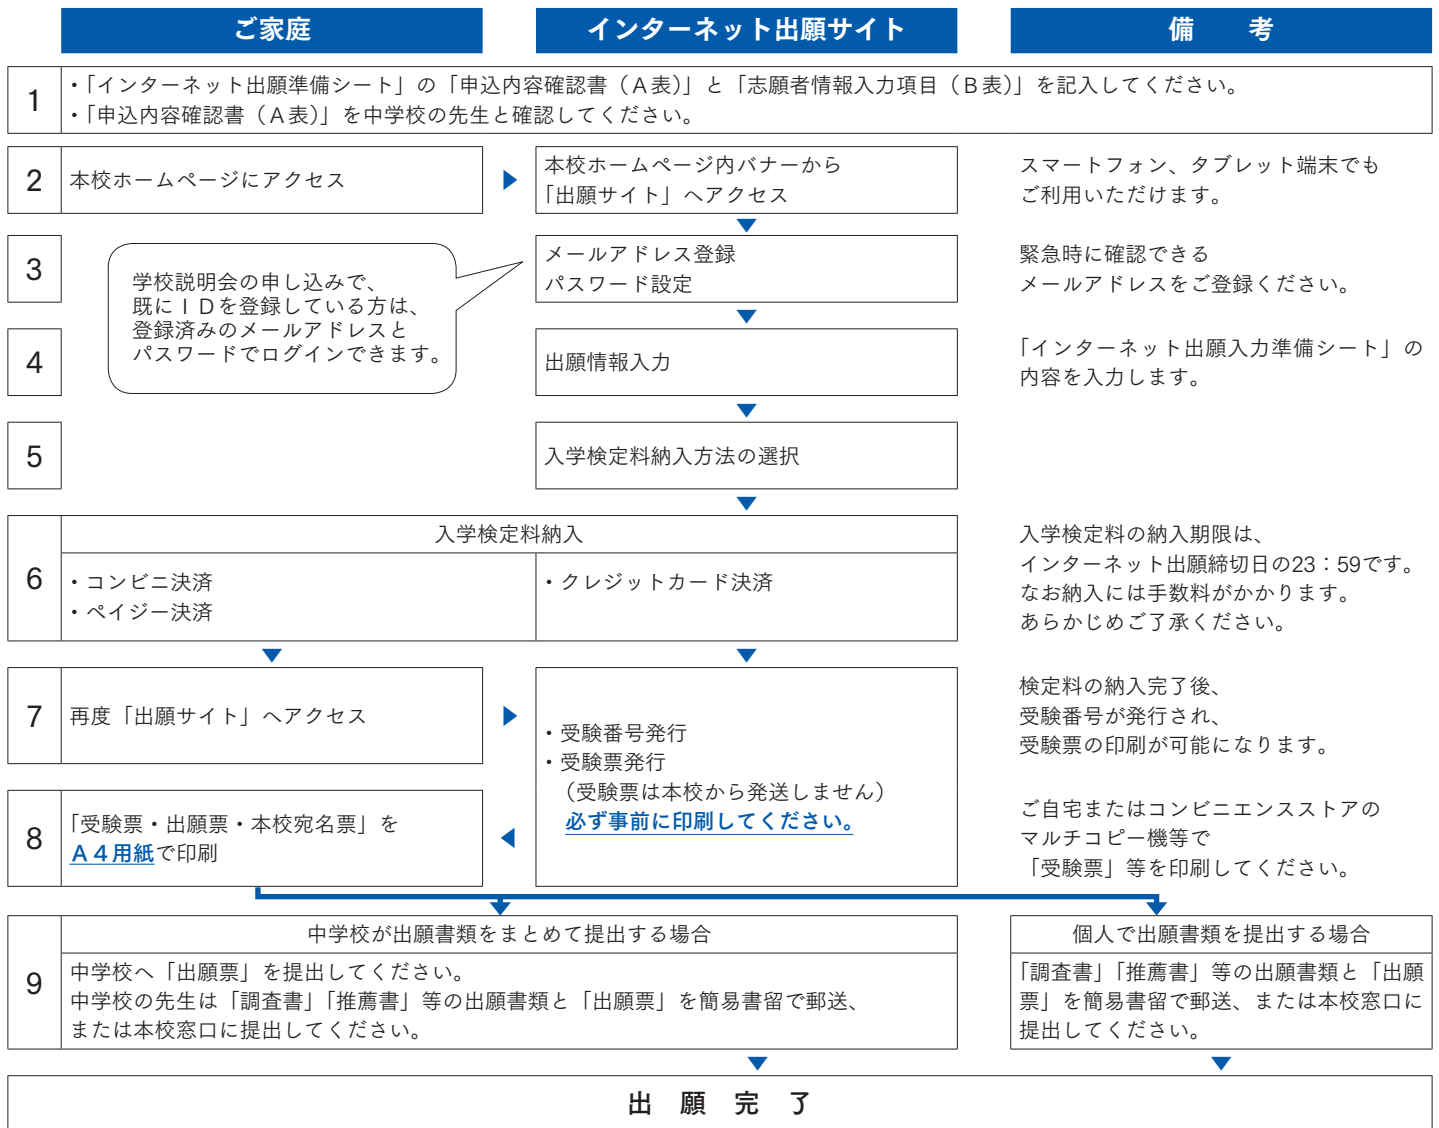 ご家庭
インターネット出願サイト
備　考
1
・「インターネット出願準備シート」の「申込内容確認書（Ａ表）」と「志願者情報入力項目（Ｂ表）」を記入してください。
・「申込内容確認書（Ａ表）」を中学校の先生と確認してください。
2
本校ホームページにアクセス
本校ホームページ内バナーから
「出願サイト」へアクセス
スマートフォン、タブレット端末でも
ご利用いただけます。
3
学校説明会の申し込みで、
既にＩＤを登録している方は、
登録済みのメールアドレスと
パスワードでログインできます。
メールアドレス登録
パスワード設定
緊急時に確認できる
メールアドレスをご登録ください。
4
出願情報入力
「インターネット出願入力準備シート」の
内容を入力します。
5
入学検定料納入方法の選択
6
入学検定料納入
・コンビニ決済
・ペイジー決済
・クレジットカード決済
入学検定料の納入期限は、
インターネット出願締切日の23：59です。
なお納入には手数料がかかります。
あらかじめご了承ください。
7
再度「出願サイト」へアクセス
・受験番号発行
・受験票発行
（受験票は本校から発送しません）
必ず事前に印刷してください。
検定料の納入完了後、
受験番号が発行され、
受験票の印刷が可能になります。
8
「受験票・出願票・本校宛名票」を
Ａ４用紙で印刷
ご自宅またはコンビニエンスストアの
マルチコピー機等で
「受験票」等を印刷してください。
9
中学校が出願書類をまとめて提出する場合
中学校へ「出願票」を提出してください。
中学校の先生は「調査書」「推薦書」等の出願書類と「出願票」を簡易書留で郵送、
または本校窓口に提出してください。
個人で出願書類を提出する場合
「調査書」「推薦書」等の出願書類と「出願
票」を簡易書留で郵送、または本校窓口に
提出してください。
出　願　完　了